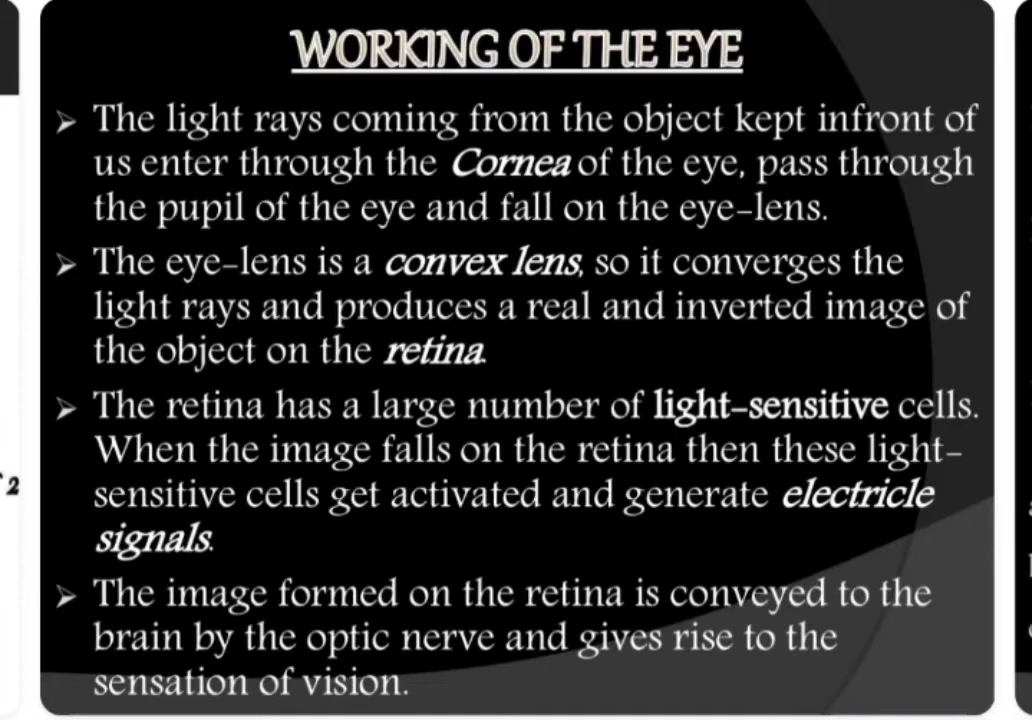 WORKING OF THE EYE
➢ The light rays coming from the object kept infront of
us enter through the Cornea of the eye, pass through
the pupil of the eye and fall on the eye-lens.
➢ The eye-lens is a convex lens, so it converges the
light rays and produces a real and inverted image of
the object on the retina.
➢ The retina has a large number of light-sensitive cells.
When the image falls on the retina then these light-
sensitive cells get activated and generate electricle
signals.
➢ The image formed on the retina is conveyed to the
brain by the optic nerve and gives rise to the
sensation of vision.
2